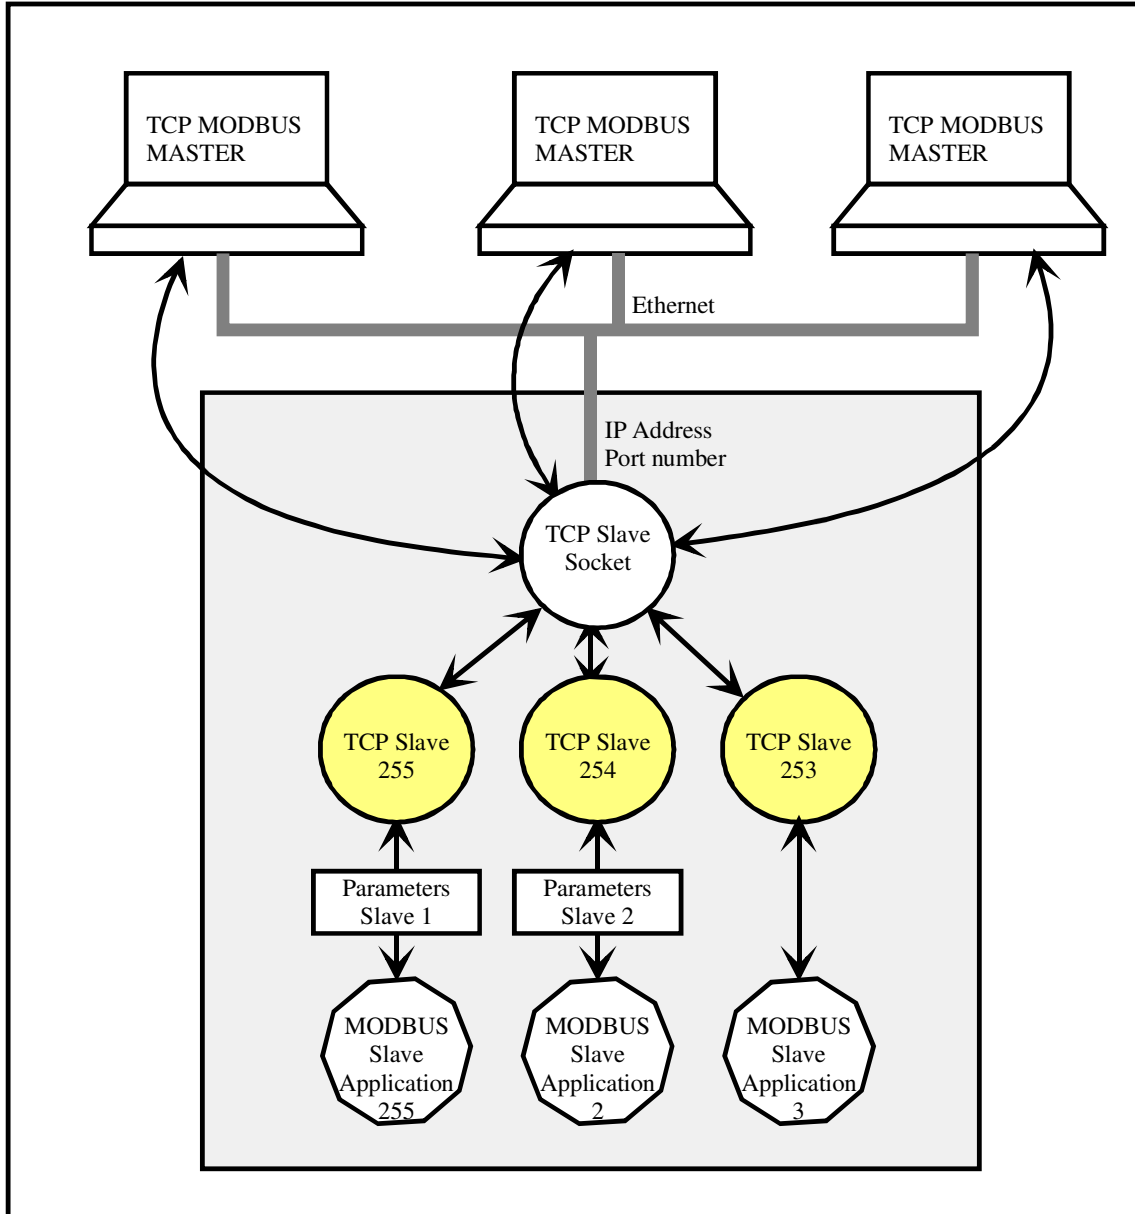 TCP MODBUS
MASTER
TCP MODBUS
MASTER
TCP MODBUS
MASTER
Ethernet
IP Address
Port number
TCP Slave
Socket
TCP Slave
255
TCP Slave
254
TCP Slave
253
Parameters
Slave 1
Parameters
Slave 2
MODBUS
Slave
Application
255
MODBUS
Slave
Application
2
MODBUS
Slave
Application
3